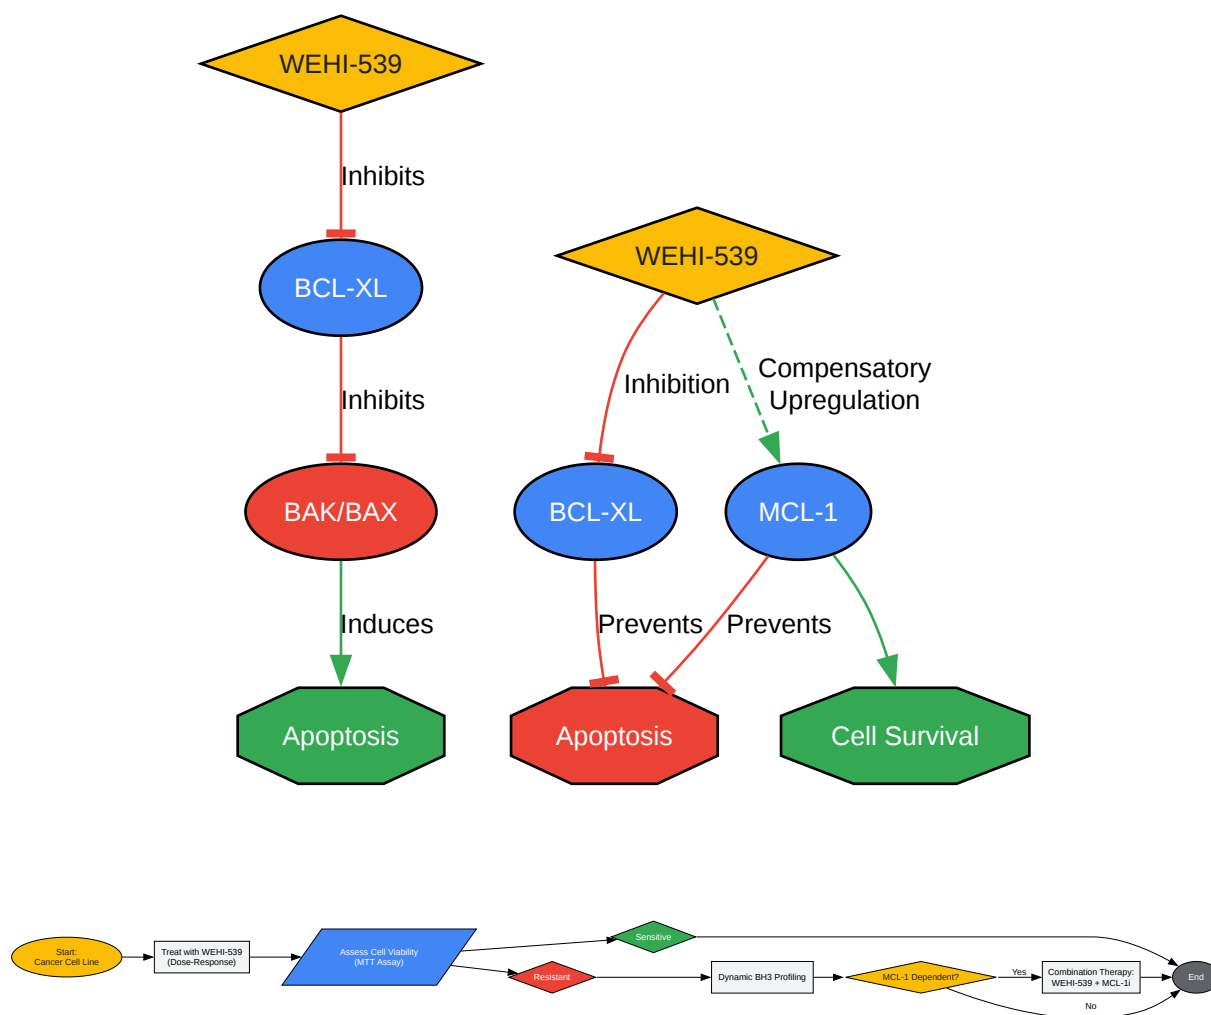 WEHI-539
Inhibits
BCL-XL
Inhibits
BAK/BAX
Induces
Apoptosis
WEHI-539
Inhibition
Compensatory
Upregulation
BCL-XL
MCL-1
Prevents
Prevents
Apoptosis
Cell Survival
Start:
Cancer Cell Line
Treat with WEHI-539
(Dose-Response)
Assess Cell Viability
(MTT Assay)
Sensitive
Resistant
Dynamic BH3 Profiling
MCL-1 Dependent?
Yes
Combination Therapy:
WEHI-539 + MCL-1i
No
End